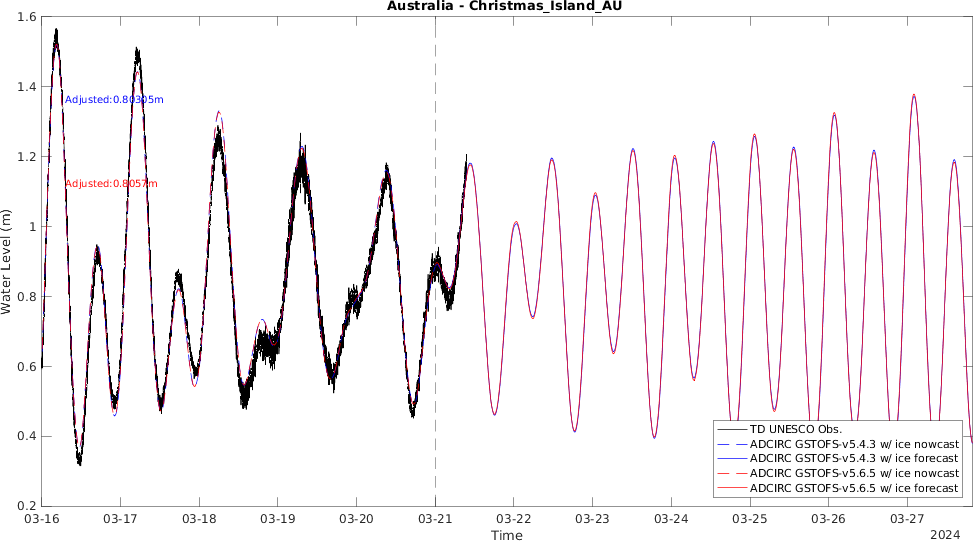 Australia - Christmas_Island_AU
1.6
1.4
1.2
1
0.8
0.6
0.4
0.2
Water Level (m)
Adjusted:0.80305m
Adjusted:0.8057m
TD UNESCO Obs.
ADCIRC GSTOFS-v5.4.3 w/ ice nowcast
ADCIRC GSTOFS-v5.4.3 w/ ice forecast
ADCIRC GSTOFS-v5.6.5 w/ ice nowcast
ADCIRC GSTOFS-v5.6.5 w/ ice forecast
03-16 03-17 03-18 03-19 03-20 03-21 03-22 03-23 03-24 03-25 03-26 03-27
Time
2024